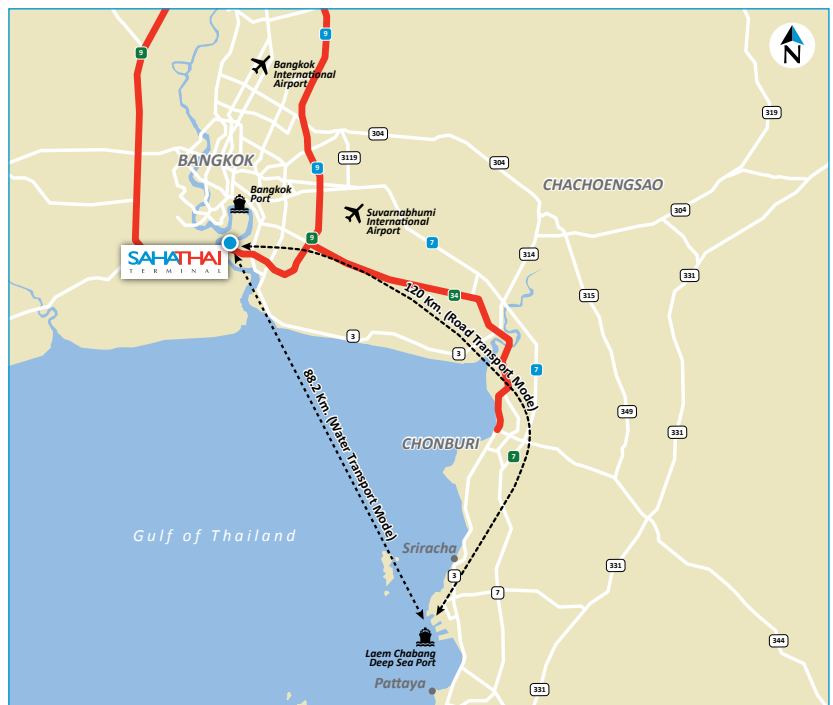 9
9
N
Bangkok
International
Airport
319
304
3119
304
BANGKOK
9
CHACHOENGSAO
Bangkok
Port
304
Suvarnabhumi
International
Airport
9
7
SAHATHAI
TERMINAL
314
331
34
315
120 Km. (Road Transport Mode)
3
3
7
88.2 Km. (Water Transport Mode)
349
331
CHONBURI
7
Gulf of Thailand
Sriracha
331
3
7
Laem Chabang
Deep Sea Port
344
Pattaya
331